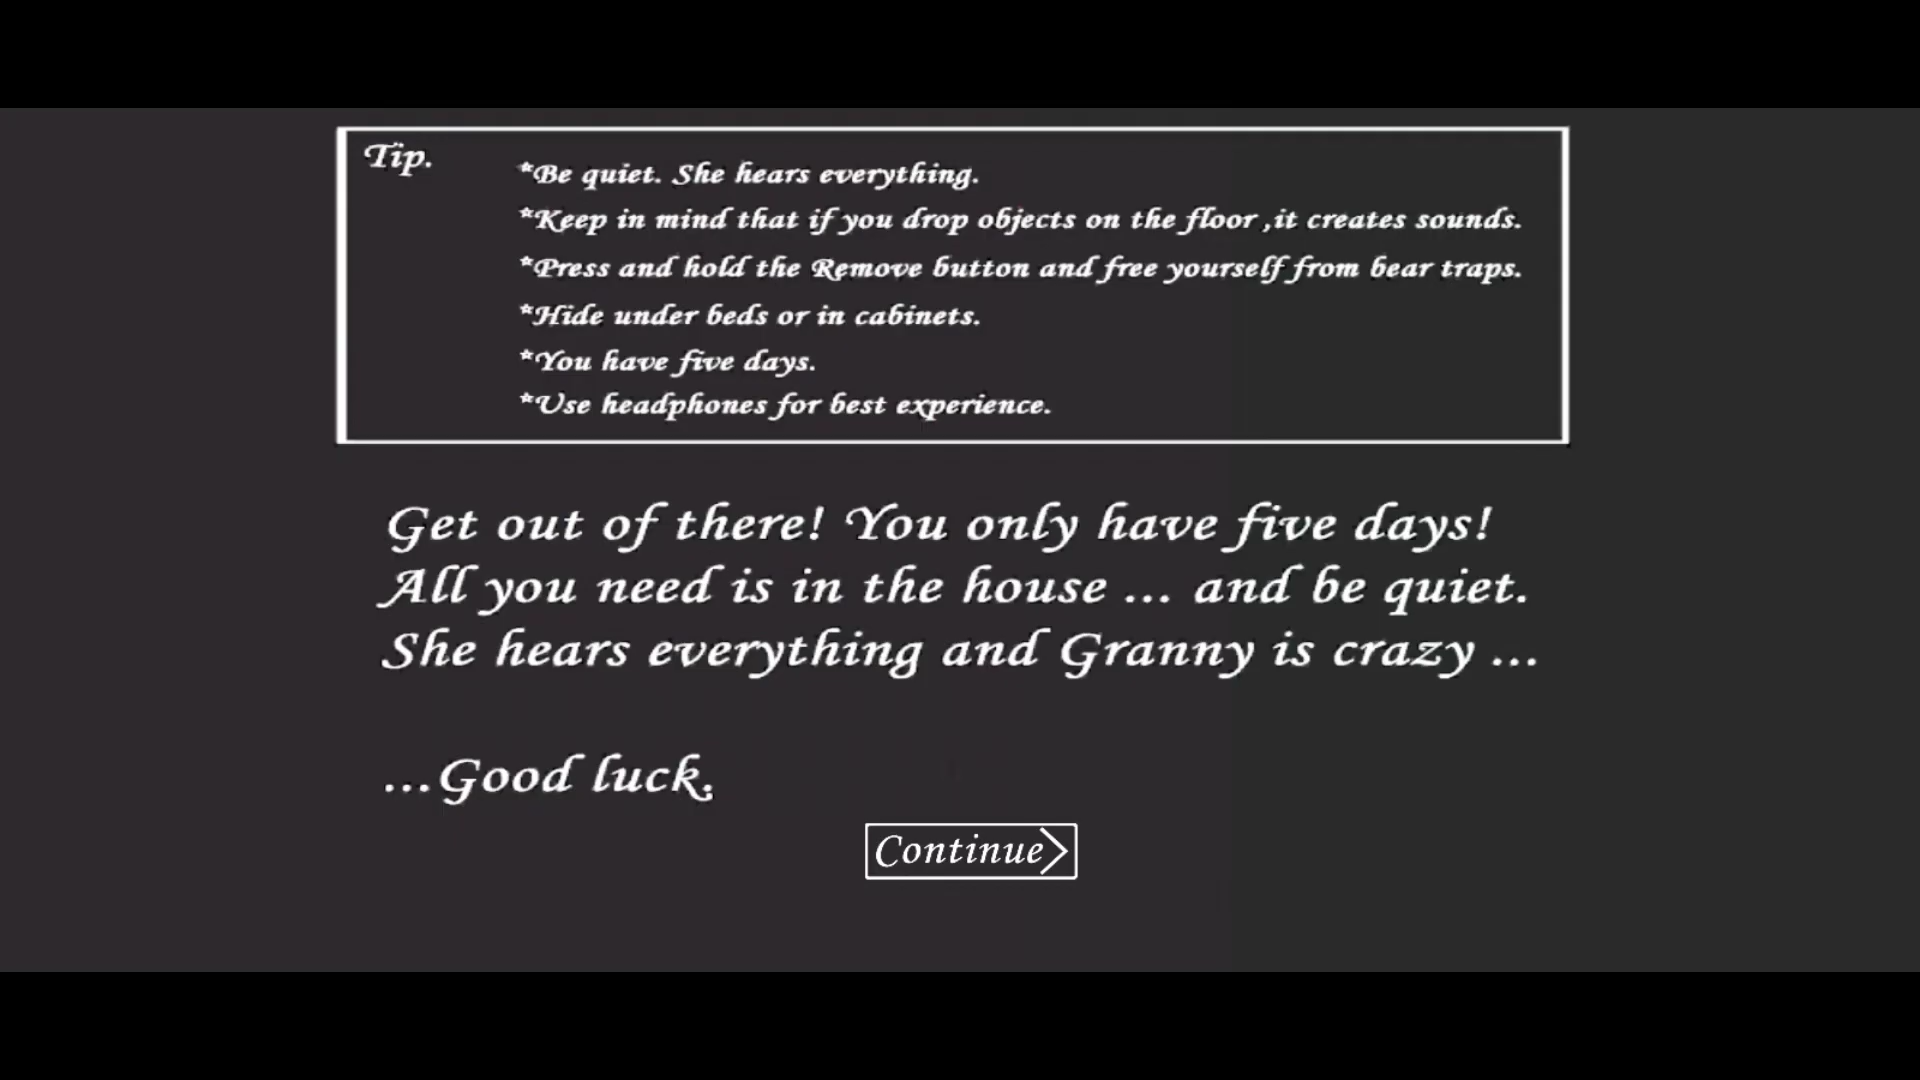 Tip.
*Be quiet. She hears everything.
*Keep in mind that if you drop objects on the floor ,it creates sounds.
*Press and hold the Remove button and free yourself from bear traps.
*Hide under beds or in cabinets.
*You have five days.
*Use headphones for best experience.
Get out of there! You only have five days!
All you need is in the house ... and be quiet.
She hears everything and Granny is crazy ...
...Good luck.
Continue>